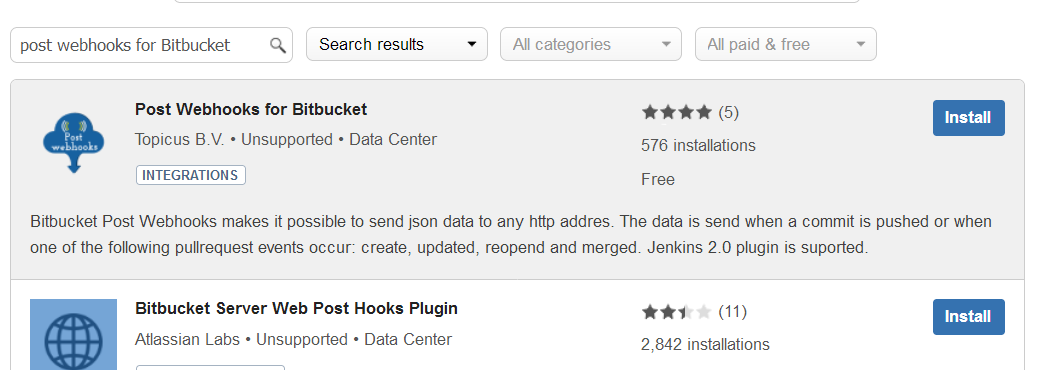 post webhooks for Bitbucket
Search results
All categories
All paid & free
Post
webhooks
Post Webhooks for Bitbucket
Topicus B.V. • Unsupported • Data Center
INTEGRATIONS
(5)
576 installations
Free
Install
Bitbucket Post Webhooks makes it possible to send json data to any http addres. The data is send when a commit is pushed or when
one of the following pullrequest events occur: create, updated, reopend and merged. Jenkins 2.0 plugin is suported.
Bitbucket Server Web Post Hooks Plugin
Atlassian Labs • Unsupported • Data Center
(11)
2,842 installations
Install